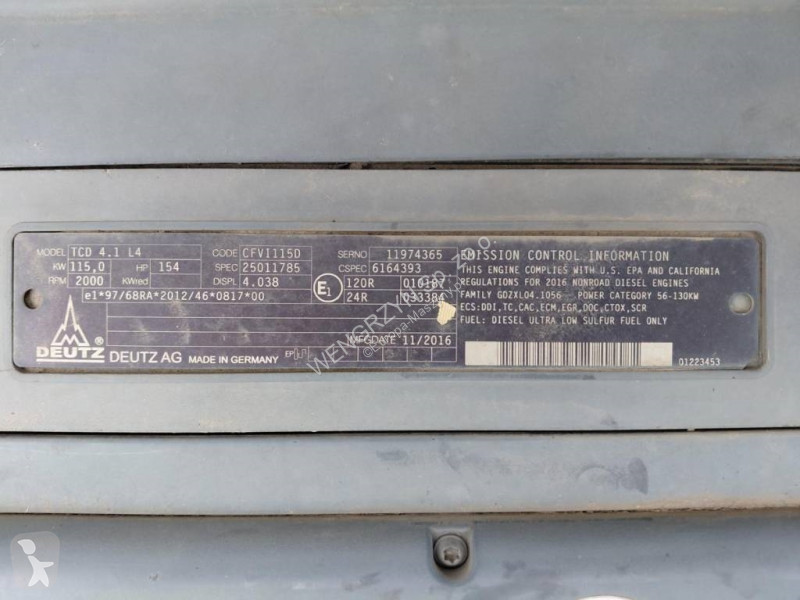 MODEL TCD 4.1 L4 CODE CFVI115D SERNO 11974365
KW 115,0 HP 154 SPEC 25011785 CSPEC 6164393
RPM 2000 KWred DISPL 4.038 E1 120R
e1*97/68RA*2012/46*0817*00 24R 033384
DEUTZ ® DEUTZ AG MADE IN GERMANY EP MFGDATE 11/2016
EMISSION CONTROL INFORMATION
THIS ENGINE COMPLIES WITH U.S. EPA AND CALIFORNIA
REGULATIONS FOR 2016 NONROAD DIESEL ENGINES
FAMILY GDZXL04.1056 POWER CATEGORY 56-130KW
ECS:DDI,TC,CAC,ECM,EGR,OOC,CTOX,SCR
FUEL: DIESEL ULTRA LOW SULFUR FUEL ONLY
01223453